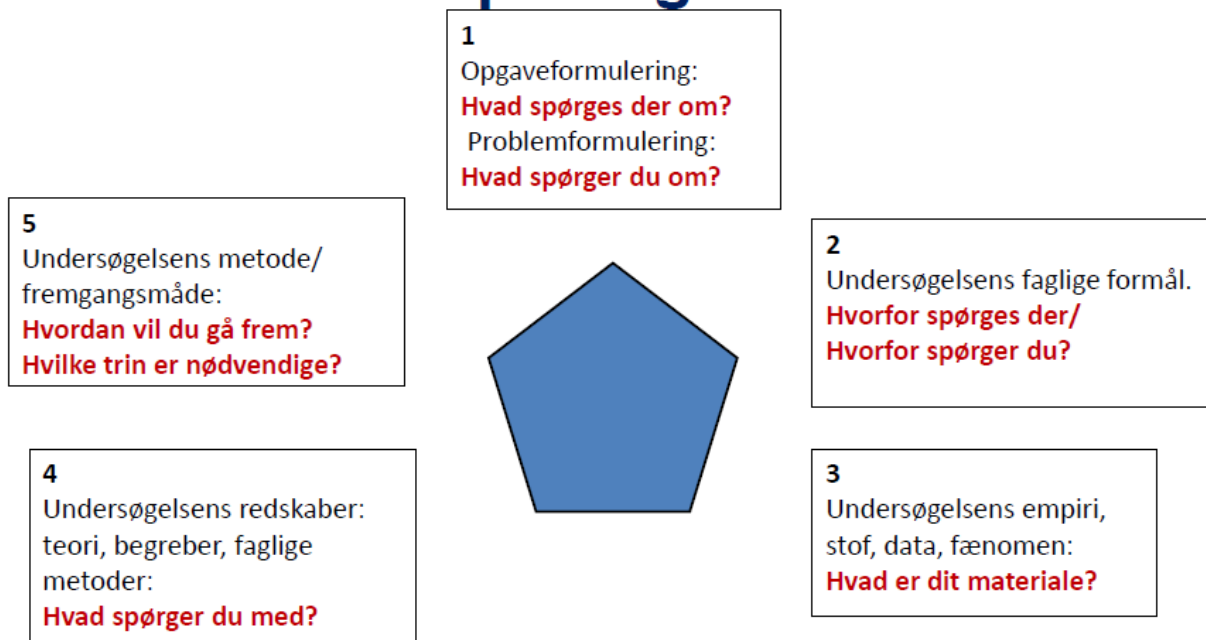 1
Opgaveformulering:
Hvad spørges der om?
Problemformulering:
Hvad spørger du om?
2
Undersøgelsens faglige formål.
Hvorfor spørges der/
Hvorfor spørger du?
3
Undersøgelsens empiri,
stof, data, fænomen:
Hvad er dit materiale?
4
Undersøgelsens redskaber:
teori, begreber, faglige
metoder:
Hvad spørger du med?
5
Undersøgelsens metode/
fremgangsmåde:
Hvordan vil du gå frem?
Hvilke trin er nødvendige?